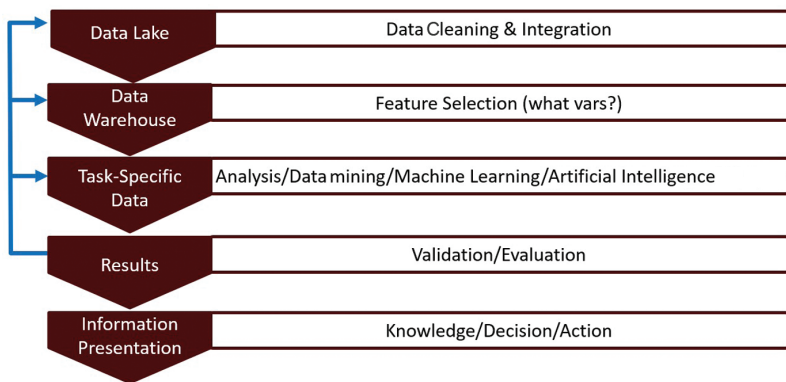 Data Lake
Data Cleaning & Integration
Data
Warehouse
Feature Selection (what vars?)
Task-Specific
Data
Analysis/Data mining/Machine Learning/Artificial Intelligence
Results
Validation/Evaluation
Information
Presentation
Knowledge/Decision/Action